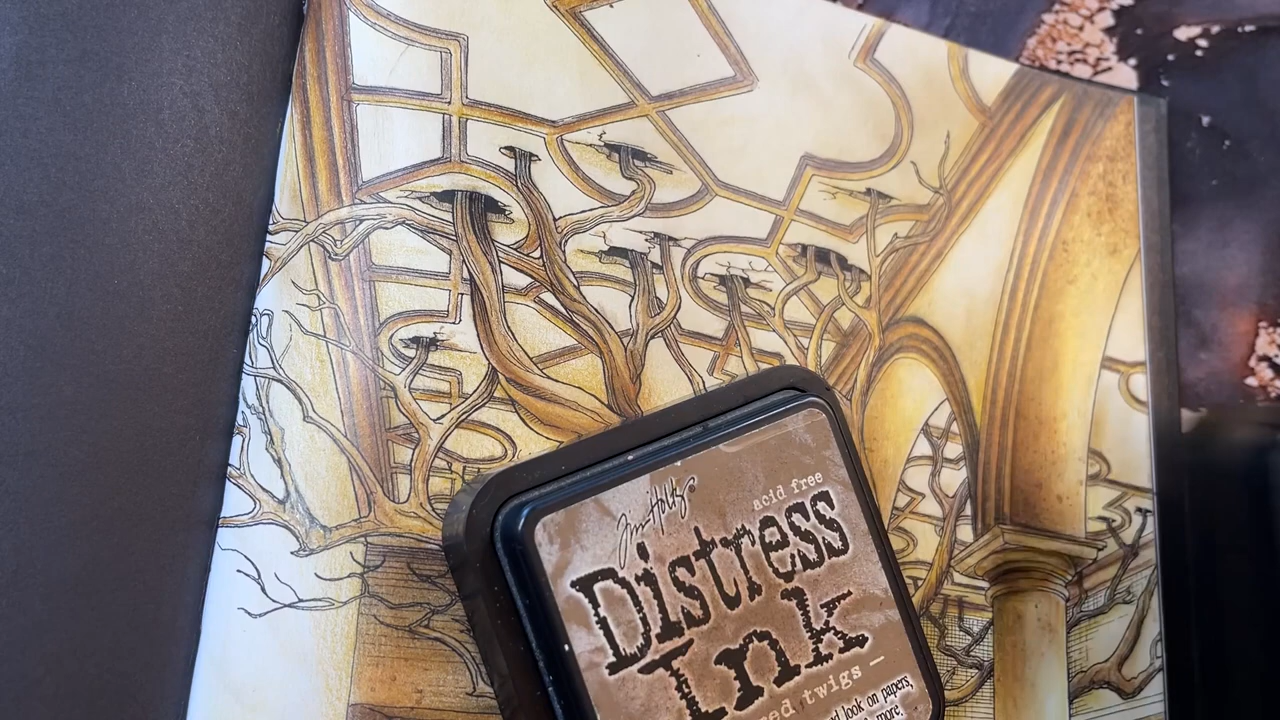 Tim Holtz®
acid free
Distress
Ink
twigs —
look on papers,
more.